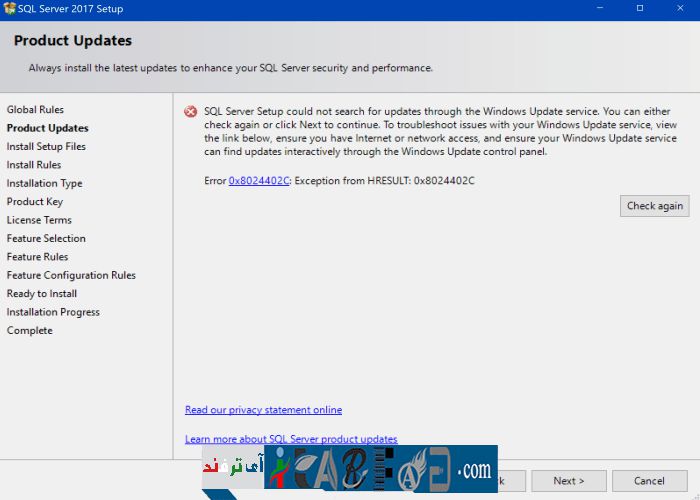 SQL Server 2017 Setup
Product Updates
Always install the latest updates to enhance your SQL Server security and performance.
Global Rules
Product Updates
Install Setup Files
Install Rules
Installation Type
Product Key
License Terms
Feature Selection
Feature Rules
Feature Configuration Rules
Ready to Install
Installation Progress
Complete
SQL Server Setup could not search for updates through the Windows Update service. You can either
check again or click Next to continue. To troubleshoot issues with your Windows Update service, view
the link below, ensure you have Internet or network access, and ensure your Windows Update service
can find updates interactively through the Windows Update control panel.
Error 0x8024402C: Exception from HRESULT: 0x8024402C
Check again
Read our privacy statement online
Learn more about SQL Server product updates
آی ترفند
.com
Next >
Cancel